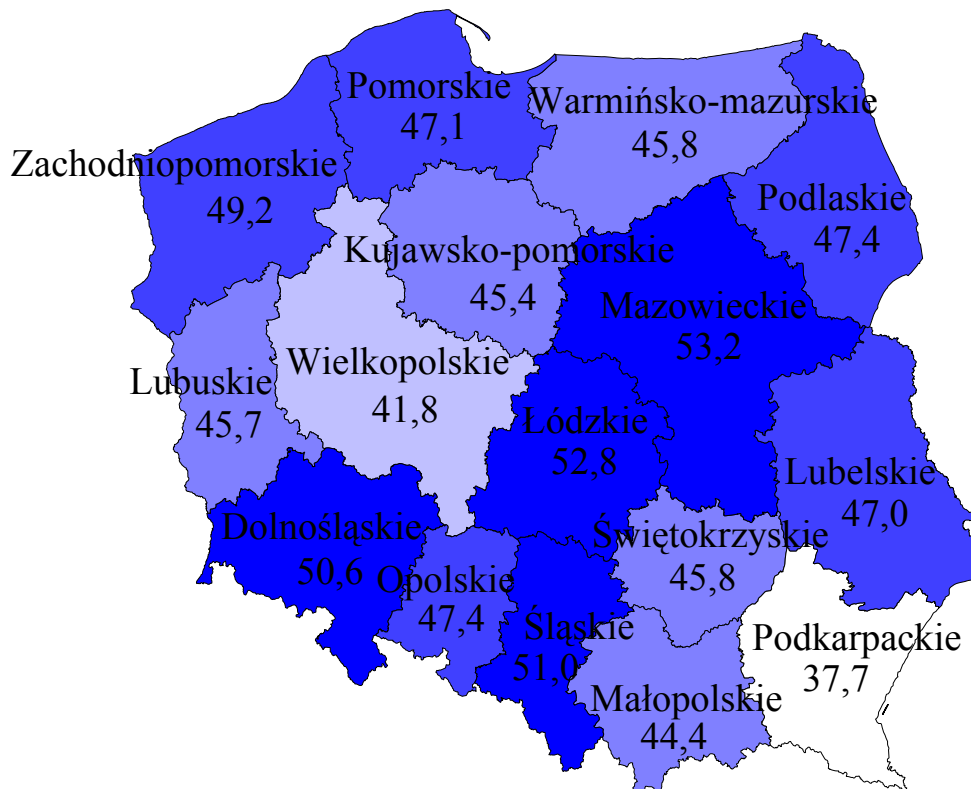 Pomorskie
47,1
Warmińsko-mazurskie
45,8
Zachodniopomorskie
49,2
Podlaskie
47,4
Kujawsko-pomorskie
45,4
Mazowieckie
53,2
Wielkopolskie
41,8
Lubuskie
45,7
Łódzkie
52,8
Lubelskie
47,0
Dolnośląskie
50,6
Świętokrzyskie
45,8
Opolskie
47,4
Śląskie
51,0
Podkarpackie
37,7
Małopolskie
44,4